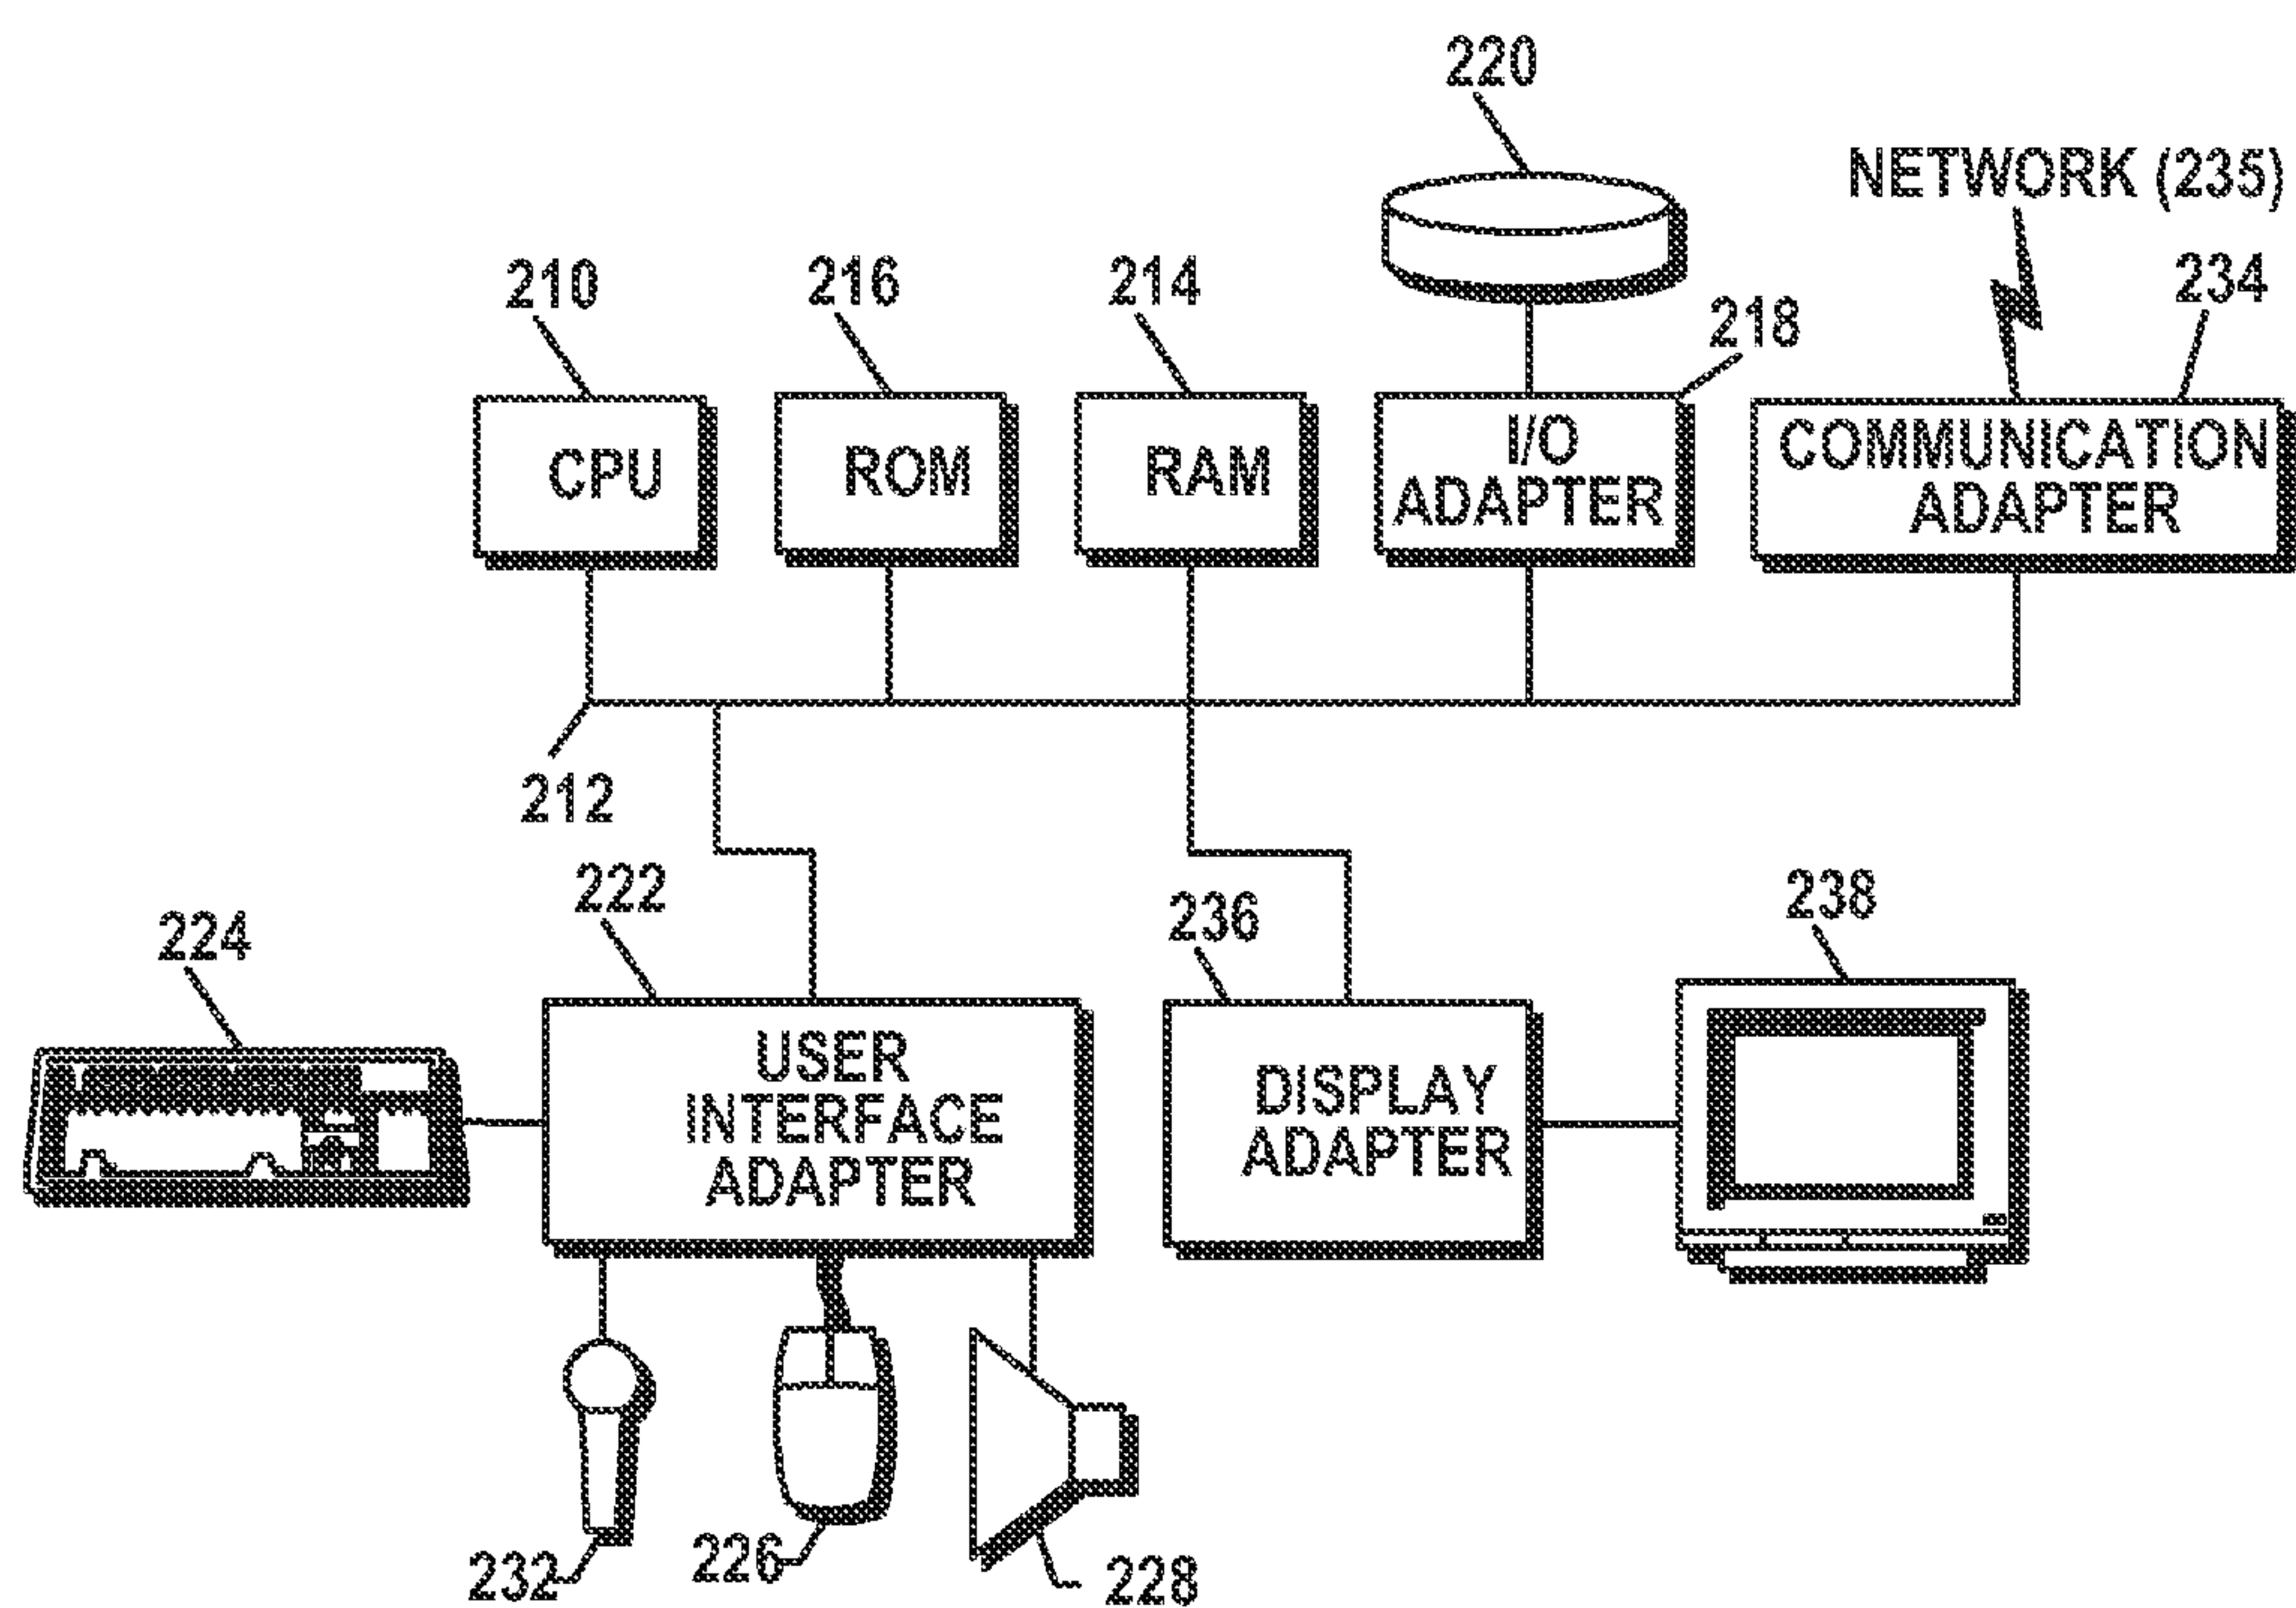 220
NETWORK (235)
210
216
214
218
234
CPU
ROM
RAM
I/O
ADAPTER
COMMUNICATION
ADAPTER
212
222
224
236
238
USER
INTERFACE
ADAPTER
DISPLAY
ADAPTER
232
226
228